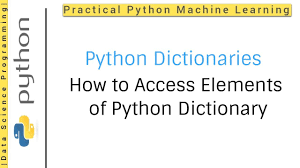 Practical Python Machine Learning
Python Dictionaries
How to Access Elements
of Python Dictionary
python
|Data Science Programming|